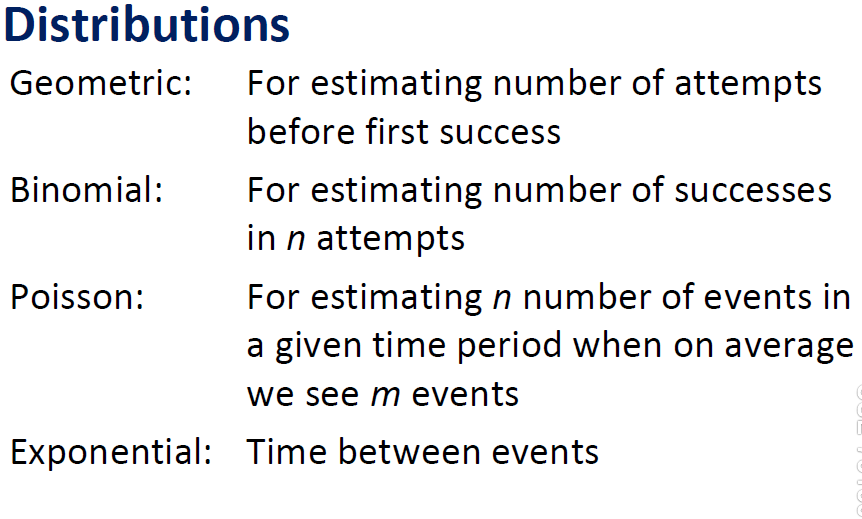 Distributions
Geometric: For estimating number of attempts
before first success
Binomial: For estimating number of successes
in n attempts
Poisson: For estimating n number of events in
a given time period when on average
we see m events
Exponential: Time between events